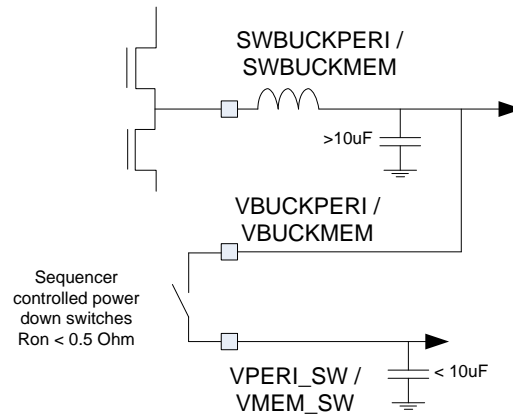 SWBUCKPERI /
SWBUCKMEM
>10uF
VBUCKPERI /
VBUCKMEM
Sequencer
controlled power
down switches
Ron < 0.5 Ohm
< 10uF
VPERI_SW /
VMEM_SW